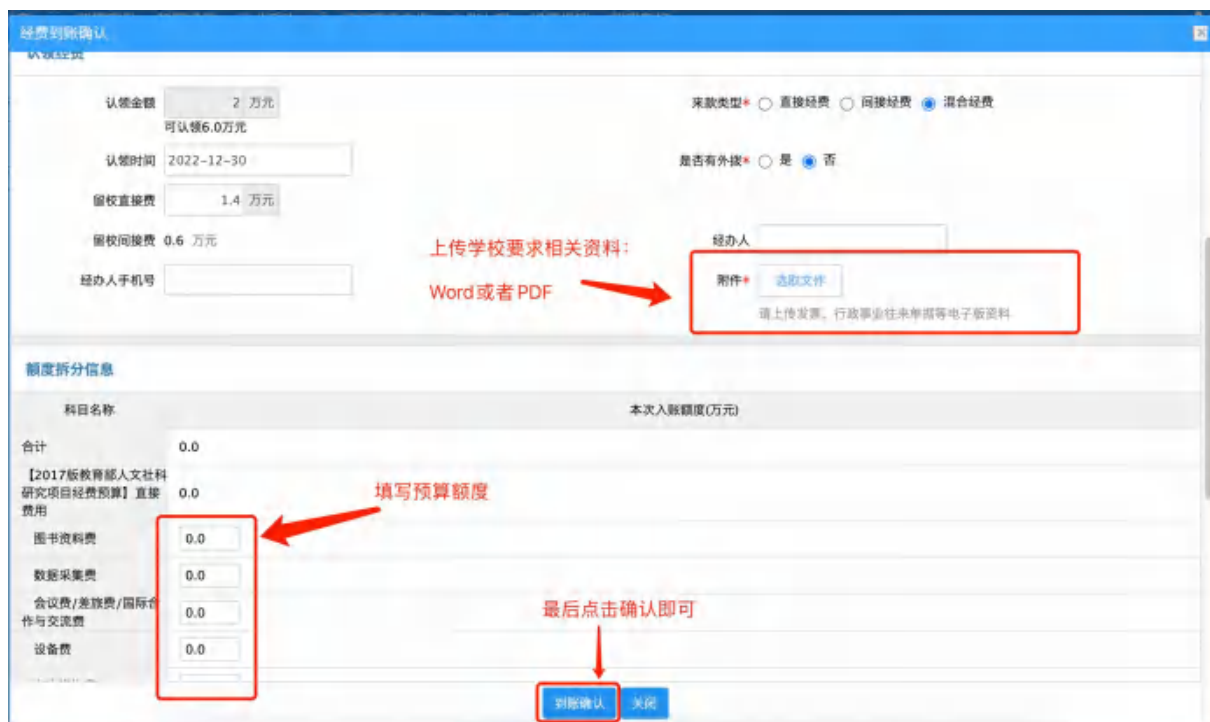 经费到账确认
认领经费
认领金额 2 万元 来款类型* 直接经费 间接经费 混合经费
可认领6.0万元
认领时间 2022-12-30 是否有外拨* 是 否
留校直接费 1.4 万元
留校间接费 0.6 万元 经办人
上传学校要求相关资料：
Word或者PDF
经办人手机号 附件* 选取文件
请上传发票、行政事业往来单据等电子版资料
额度拆分信息
科目名称 本次入账额度(万元)
合计 0.0
【2017版教育部人文社科
研究项目经费预算】直接 0.0
费用
填写预算额度
图书资料费 0.0
数据采集费 0.0
会议费/差旅费/国际合
作与交流费 0.0
设备费 0.0
最后点击确认即可
到账确认 关闭